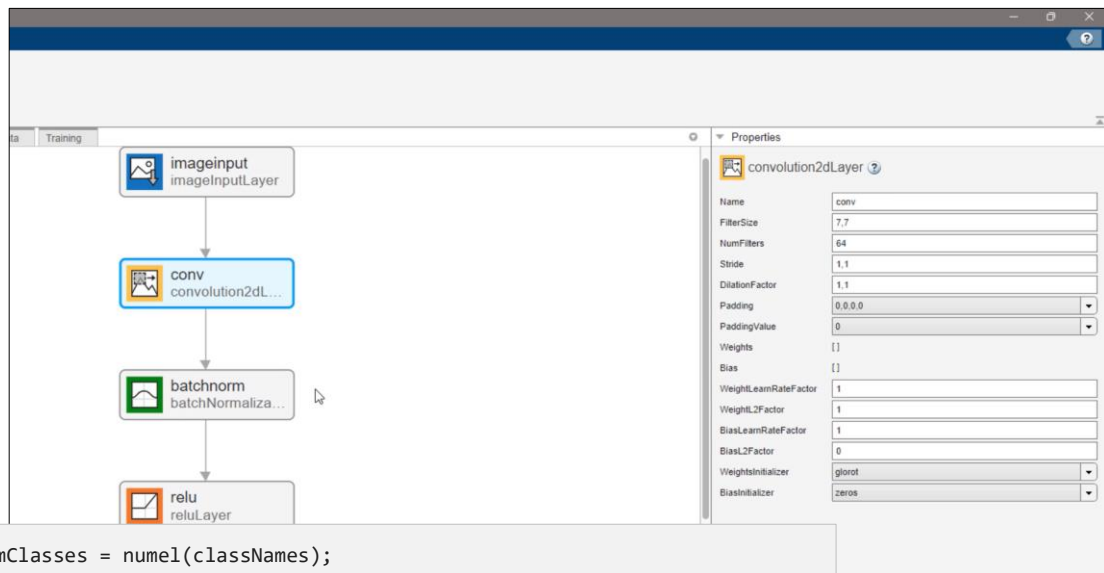 ta Training
imageinput
imageInputLayer
conv
convolution2dL...
batchnorm
batchNormaliza...
relu
reluLayer
Properties
convolution2dLayer
Name conv
FilterSize 7,7
NumFilters 64
Stride 1,1
DilationFactor 1,1
Padding 0,0,0,0
PaddingValue 0
Weights []
Bias []
WeightLearnRateFactor 1
WeightL2Factor 1
BiasLearnRateFactor 1
BiasL2Factor 0
WeightsInitializer glorot
BiasInitializer zeros
mClasses = numel(classNames);